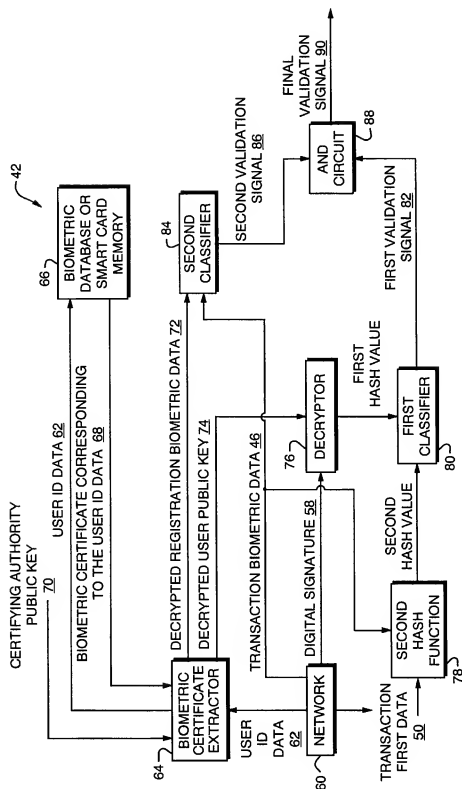 42
CERTIFYING AUTHORITY
PUBLIC KEY
70
USER ID DATA 62
BIOMETRIC CERTIFICATE CORRESPONDING
TO THE USER ID DATA 68
66
BIOMETRIC
DATABASE OR
SMART CARD
MEMORY
64
BIOMETRIC
CERTIFICATE
EXTRACTOR
DECRYPTED REGISTRATION BIOMETRIC DATA 72
DECRYPTED USER PUBLIC KEY 74
84
SECOND
CLASSIFIER
SECOND VALIDATION
SIGNAL 86
USER ID
DATA
62
TRANSACTION BIOMETRIC DATA 46
DIGITAL SIGNATURE 58
60
NETWORK
76
DECRYPTOR
FIRST
HASH VALUE
AND
CIRCUIT
88
FINAL
VALIDATION
SIGNAL 90
TRANSACTION
FIRST DATA
50
SECOND HASH
FUNCTION
78
SECOND
HASH VALUE
FIRST
CLASSIFIER
80
FIRST VALIDATION
SIGNAL 82